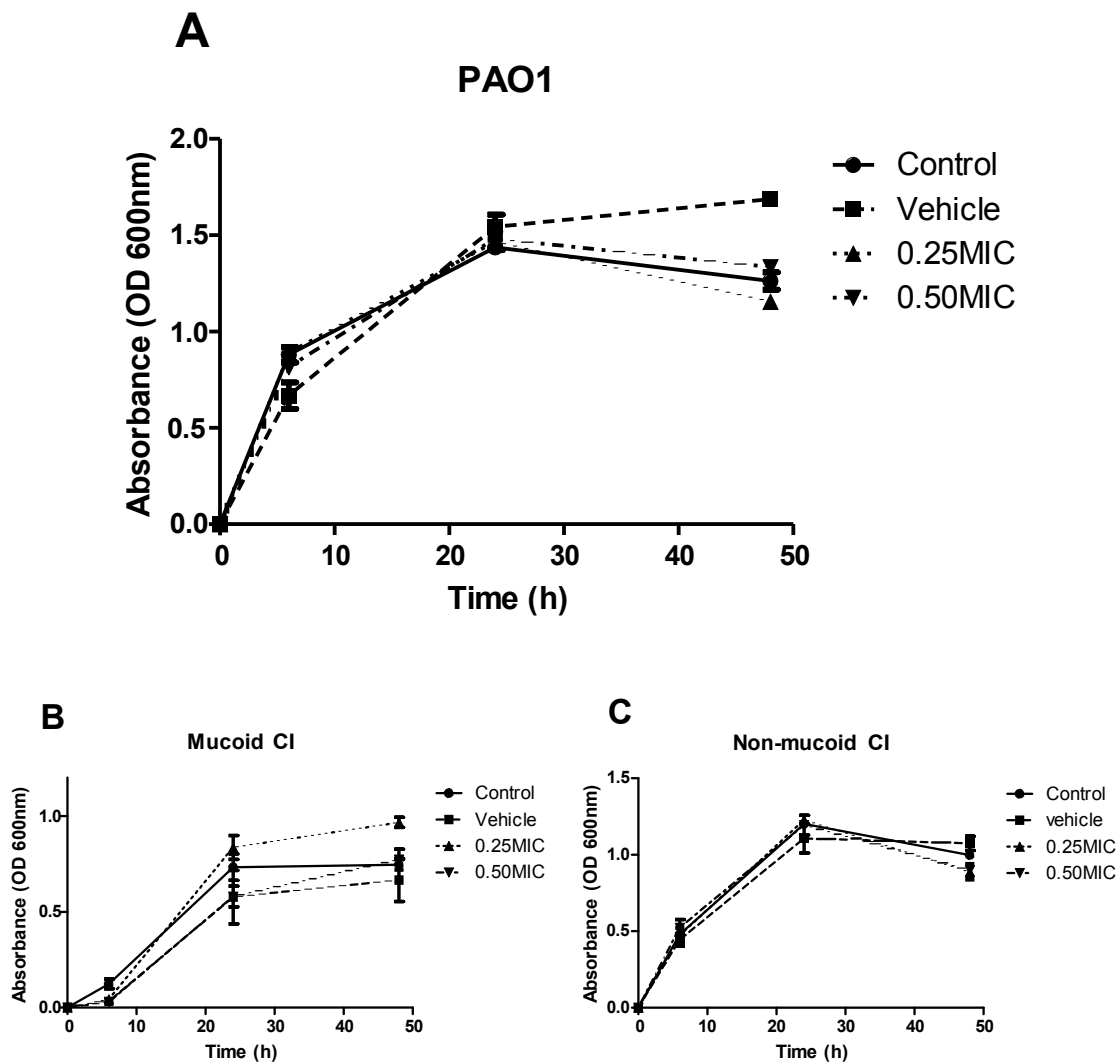 A
PAO1
Absorbance (OD 600nm)
2.0
1.5
1.0
0.5
0.0
0 10 20 30 40 50
Time (h)
Control
Vehicle
0.25MIC
0.50MIC
B
Mucoid CI
Absorbance (OD 600nm)
1.0
0.5
0.0
0 10 20 30 40 50
Time (h)
Control
Vehicle
0.25MIC
0.50MIC
C
Non-mucoid CI
Absorbance (OD 600nm)
1.5
1.0
0.5
0.0
0 10 20 30 40 50
Time (h)
Control
vehicle
0.25MIC
0.50MIC